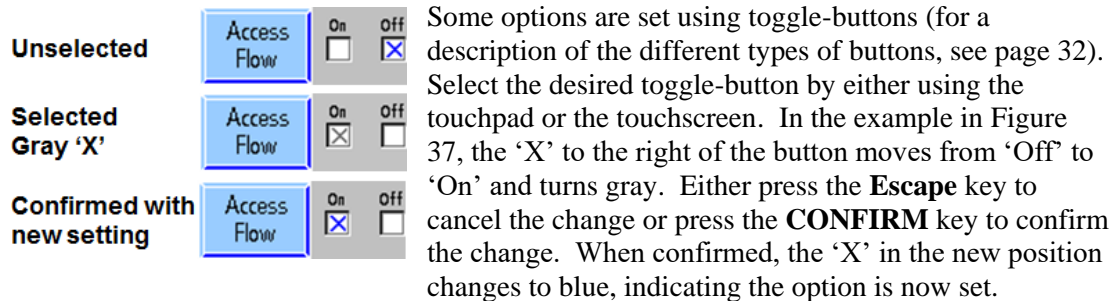 Unselected
Access
Flow
On
Off
Selected
Gray ‘X’
Access
Flow
On
Off
Confirmed with
new setting
Access
Flow
On
Off
Some options are set using toggle-buttons (for a
description of the different types of buttons, see page 32).
Select the desired toggle-button by either using the
touchpad or the touchscreen.  In the example in Figure
37, the ‘X’ to the right of the button moves from ‘Off’ to
‘On’ and turns gray.  Either press the Escape key to
cancel the change or press the CONFIRM key to confirm
the change.  When confirmed, the ‘X’ in the new position
changes to blue, indicating the option is now set.